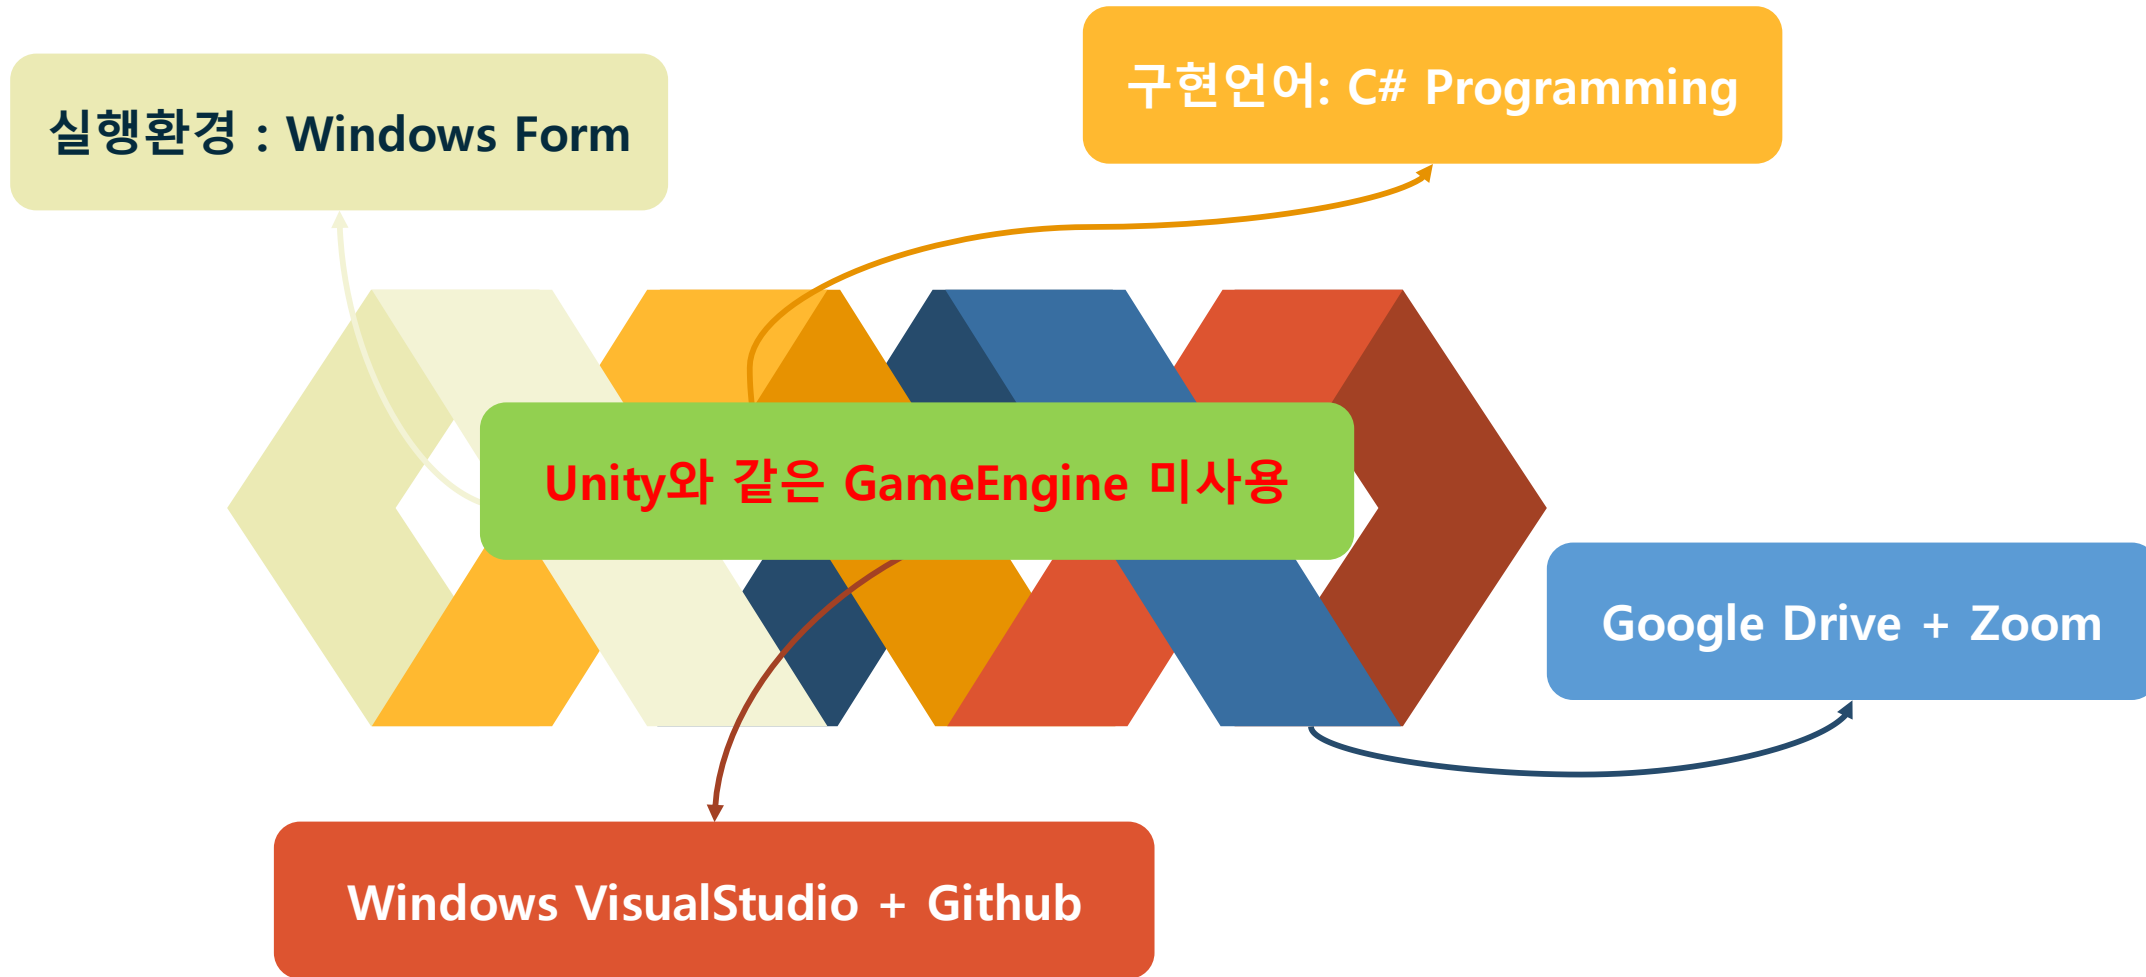 구현언어: C# Programming
실행환경 : Windows Form
Unity와 같은 GameEngine 미사용
Google Drive + Zoom
Windows VisualStudio + Github